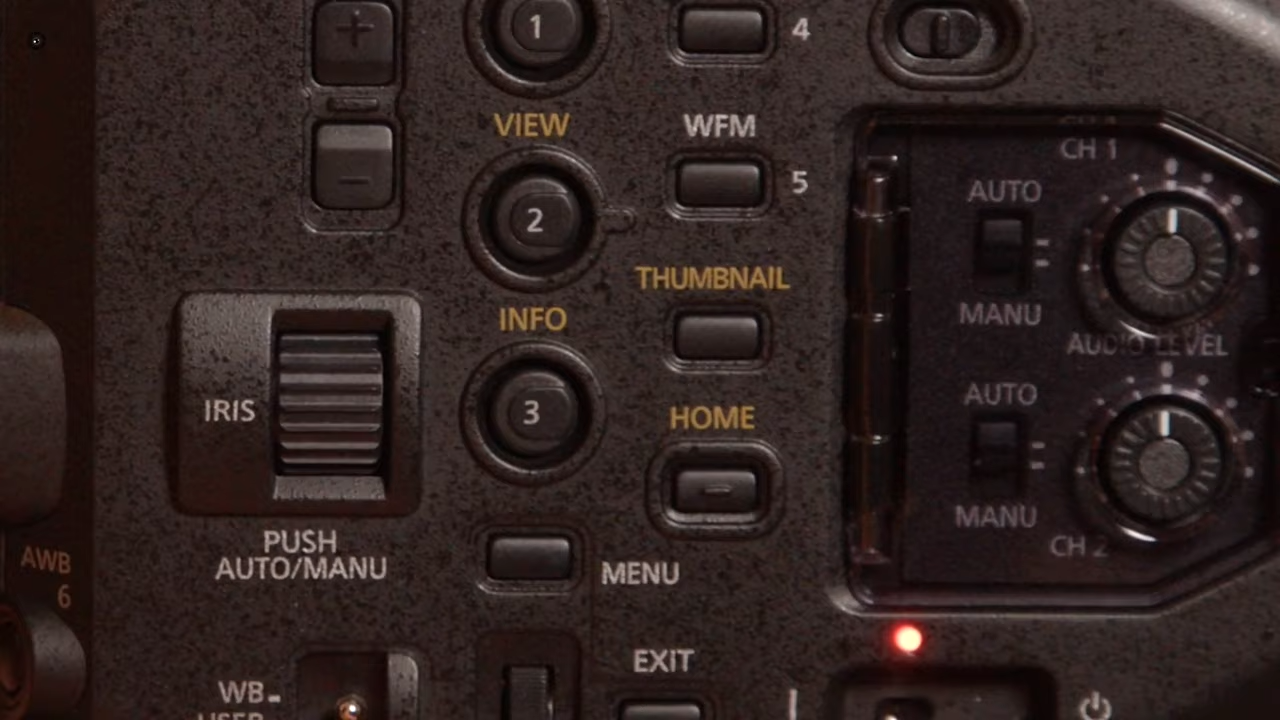 +
1
4
VIEW
WFM
CH 1
2
5
AUTO
THUMBNAIL
MANU
INFO
AUDIO LEVEL
IRIS
3
HOME
AUTO
MANU
PUSH
AUTO/MANU
CH 2
AWB
6
MENU
EXIT
WB
USER